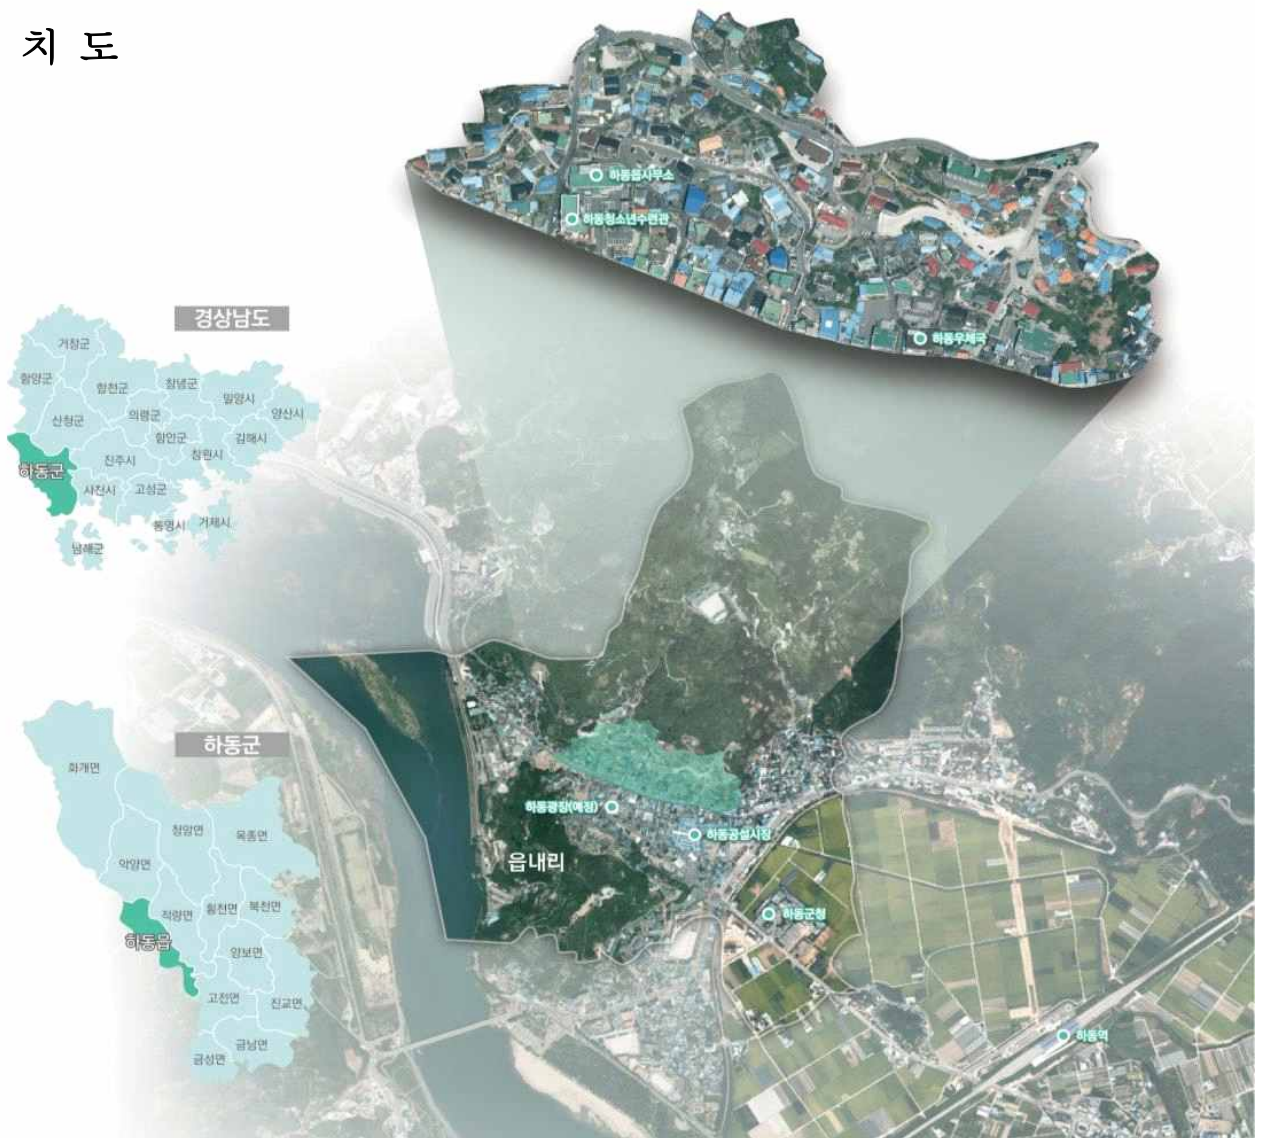 치 도
하동읍사무소
하동청소년수련관
하동우체국
경상남도
거창군
함양군
합천군
창녕군
밀양시
산청군
의령군
양산시
함안군
김해시
진주시
창원시
하동군
사천시
고성군
통영시
거제시
남해군
하동군
화개면
청암면
옥종면
악양면
적량면
횡천면
북천면
하동읍
양보면
고전면
진교면
금남면
금성면
하동광장(예정)
하동공설시장
읍내리
하동군청
하동역